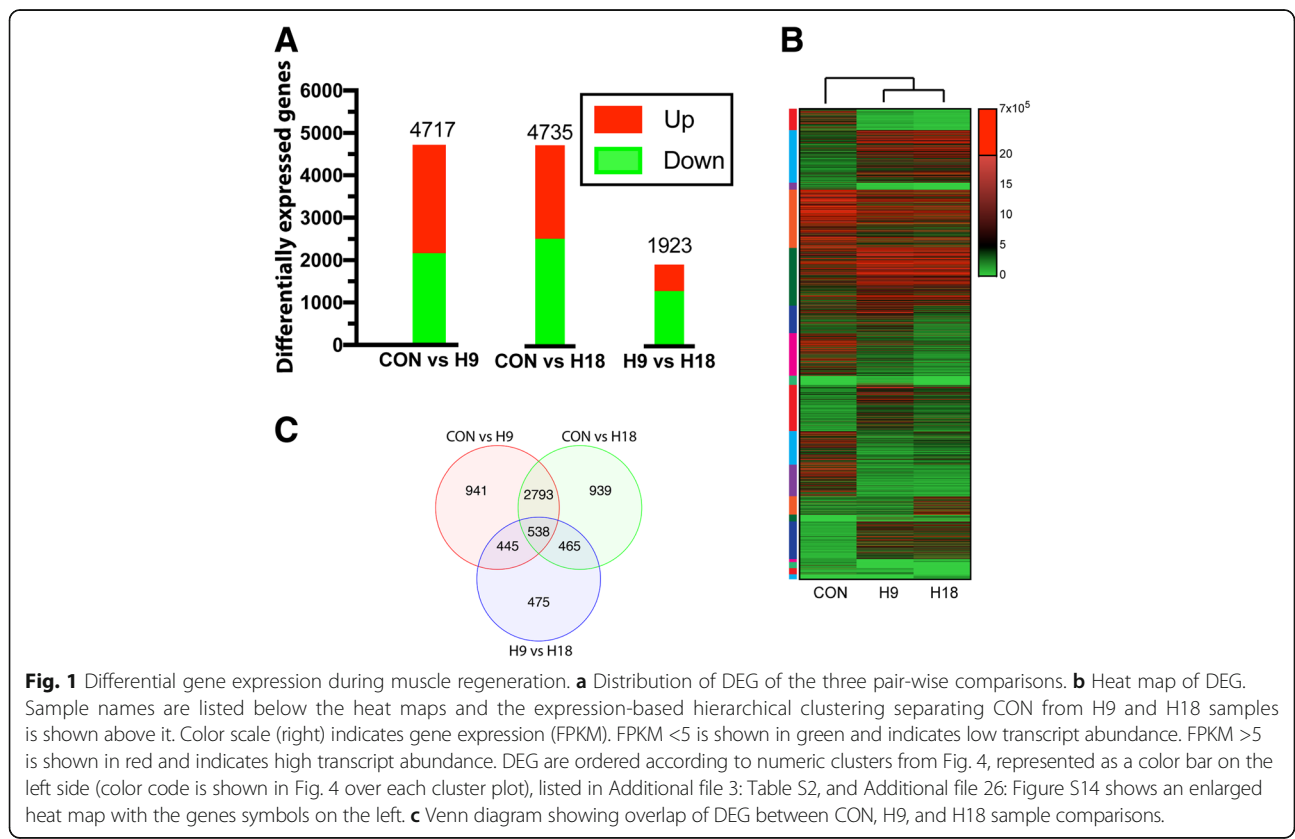 A
Differentially expressed genes
6000
5000
4000
3000
2000
1000
0
4717
4735
1923
Up
Down
CON vs H9
CON vs H18
H9 vs H18
B
7x10⁵
20
15
10
5
0
CON
H9
H18
C
CON vs H9
CON vs H18
941
2793
939
538
445
465
475
H9 vs H18
Fig. 1 Differential gene expression during muscle regeneration. a Distribution of DEG of the three pair-wise comparisons. b Heat map of DEG.
Sample names are listed below the heat maps and the expression-based hierarchical clustering separating CON from H9 and H18 samples
is shown above it. Color scale (right) indicates gene expression (FPKM). FPKM <5 is shown in green and indicates low transcript abundance. FPKM >5
is shown in red and indicates high transcript abundance. DEG are ordered according to numeric clusters from Fig. 4, represented as a color bar on the
left side (color code is shown in Fig. 4 over each cluster plot), listed in Additional file 3: Table S2, and Additional file 26: Figure S14 shows an enlarged
heat map with the genes symbols on the left. c Venn diagram showing overlap of DEG between CON, H9, and H18 sample comparisons.